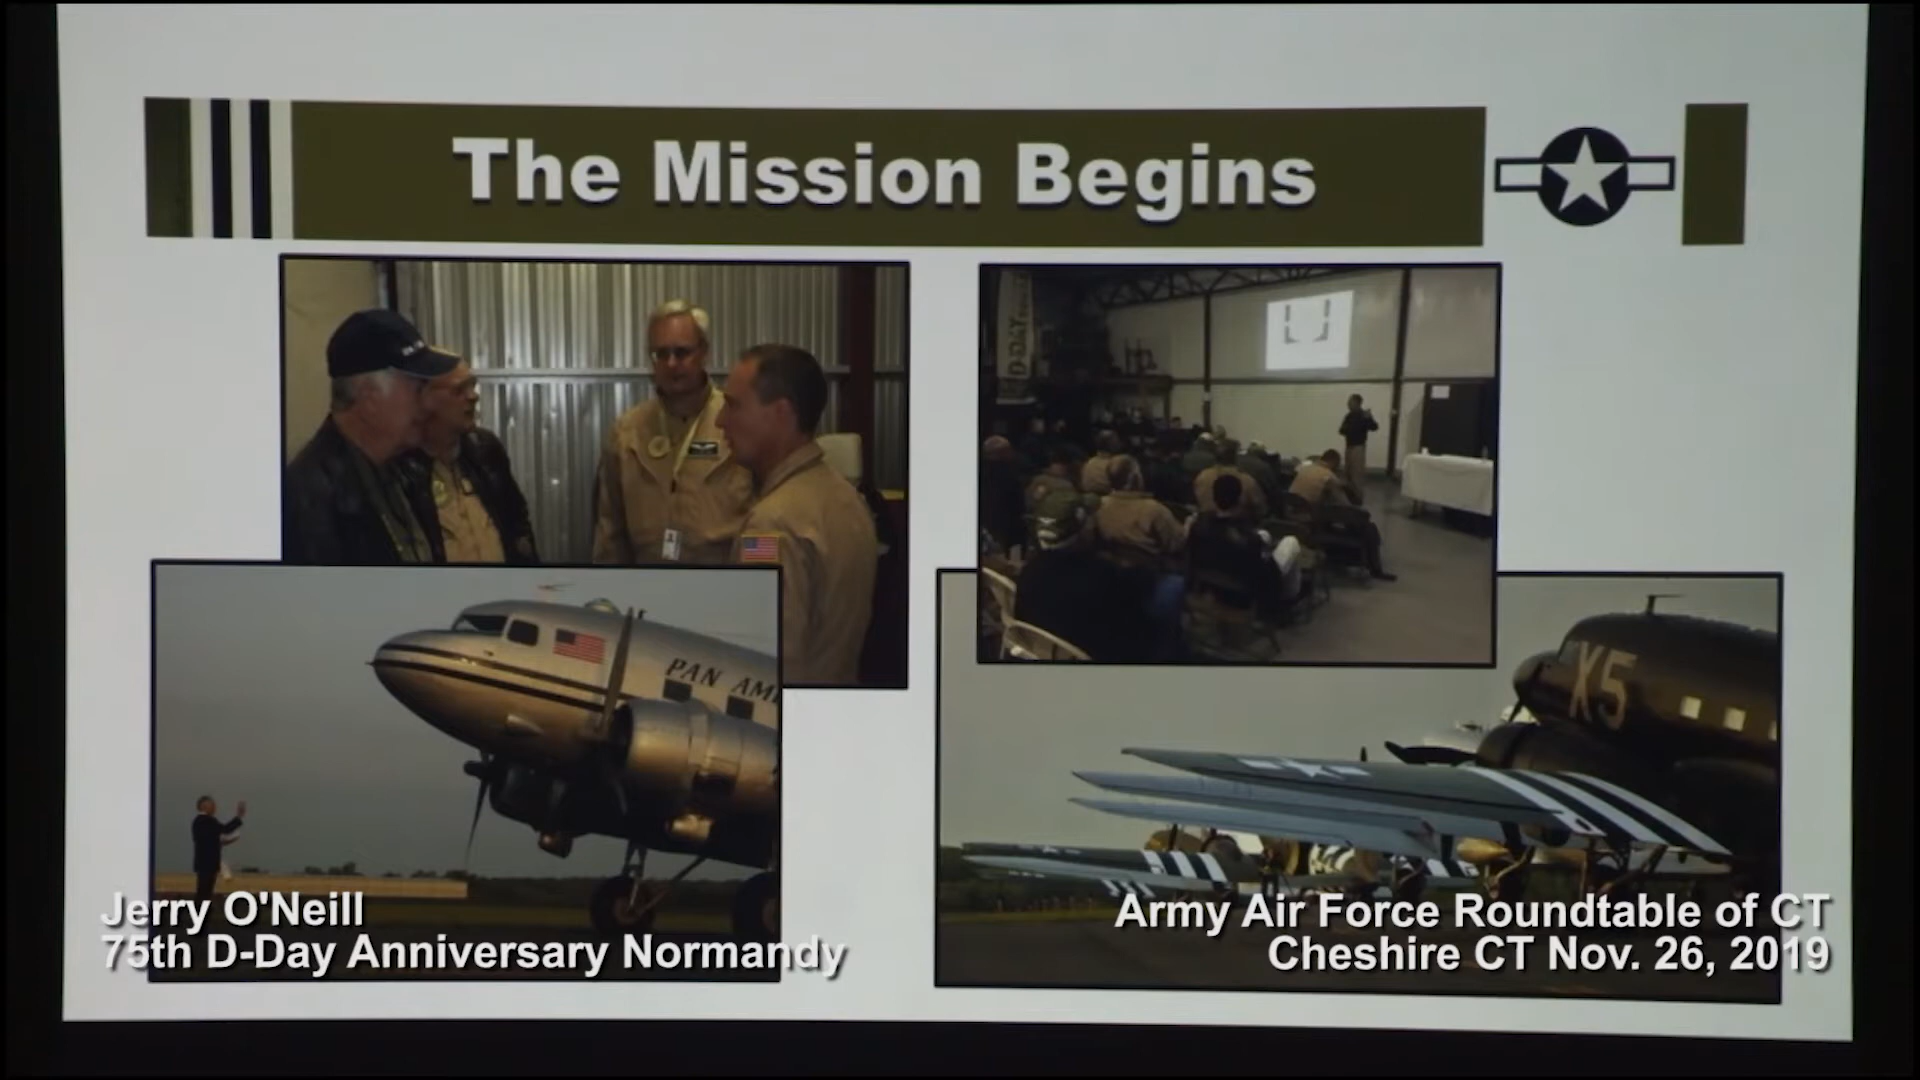 The Mission Begins
D-DAY
PAN AM
X5
Jerry O'Neill
75th D-Day Anniversary Normandy
Army Air Force Roundtable of CT
Cheshire CT Nov. 26, 2019